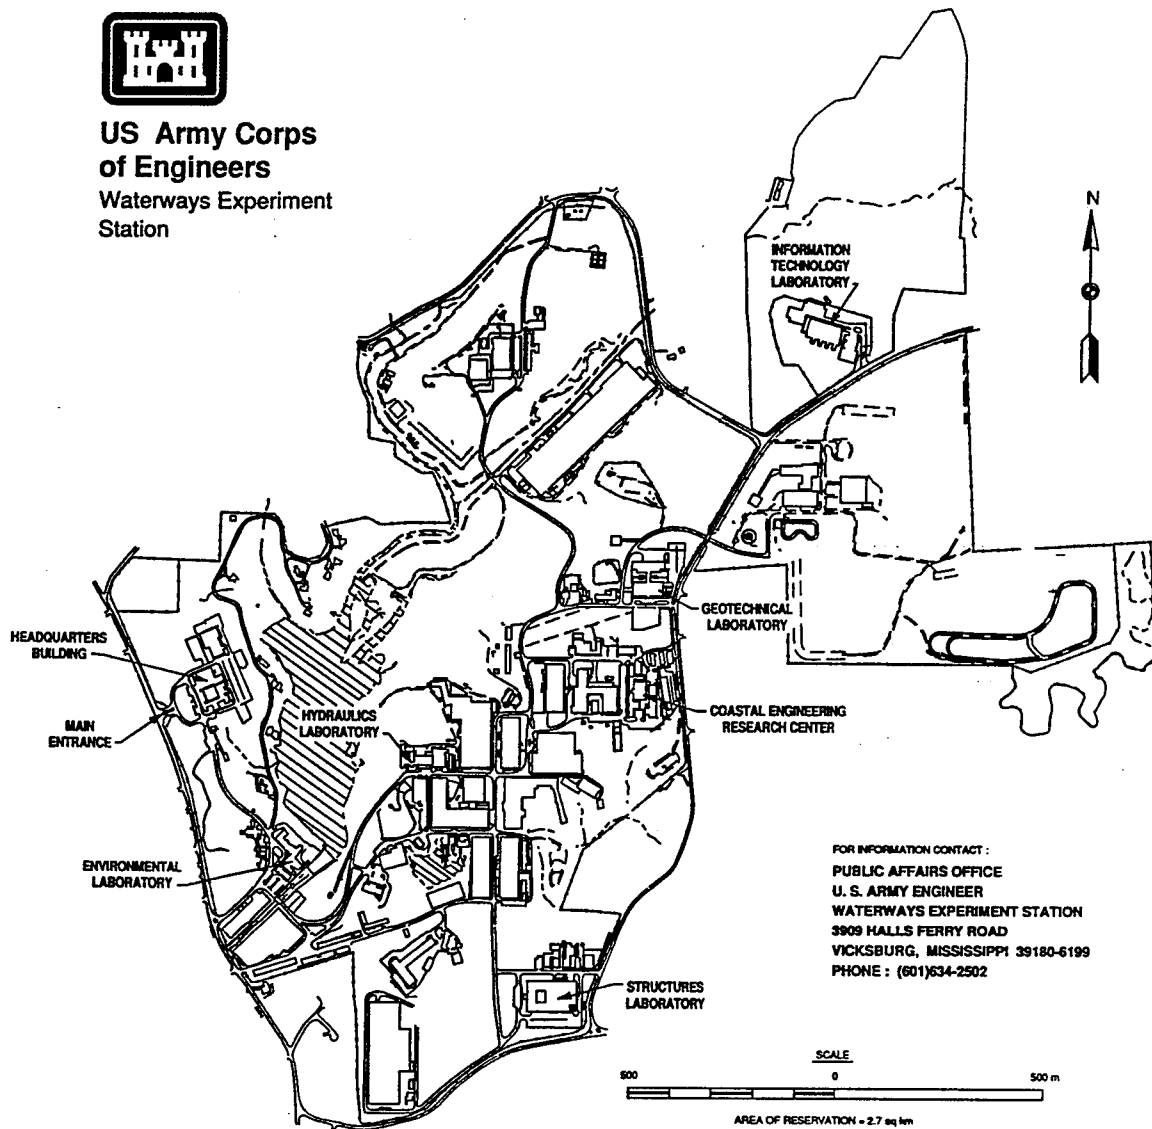 US Army Corps
of Engineers
Waterways Experiment
Station
N
INFORMATION
TECHNOLOGY
LABORATORY
GEOTECHNICAL
LABORATORY
HEADQUARTERS
BUILDING
MAIN
ENTRANCE
HYDRAULICS
LABORATORY
COASTAL ENGINEERING
RESEARCH CENTER
ENVIRONMENTAL
LABORATORY
STRUCTURES
LABORATORY
FOR INFORMATION CONTACT :
PUBLIC AFFAIRS OFFICE
U. S. ARMY ENGINEER
WATERWAYS EXPERIMENT STATION
3909 HALLS FERRY ROAD
VICKSBURG, MISSISSIPPI 39180-6199
PHONE : (601)634-2502
SCALE
500 0 500 m
AREA OF RESERVATION = 2.7 sq km